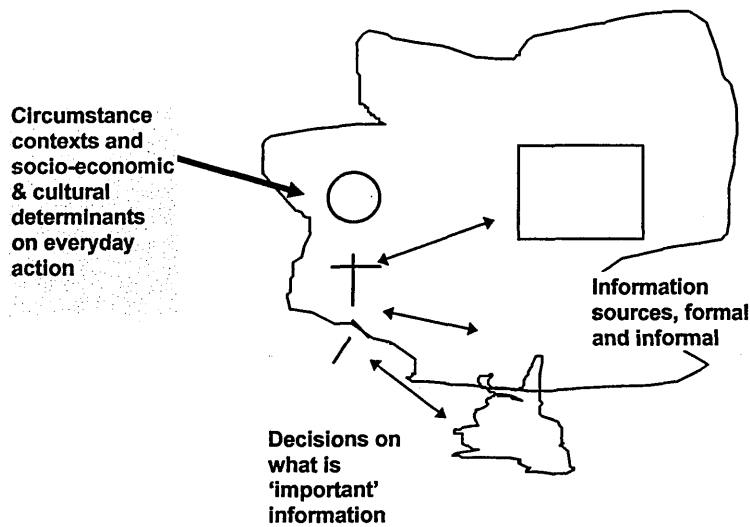 Circumstance
contexts and
socio-economic
& cultural
determinants
on everyday
action
Information
sources, formal
and informal
Decisions on
what is
‘important’
information